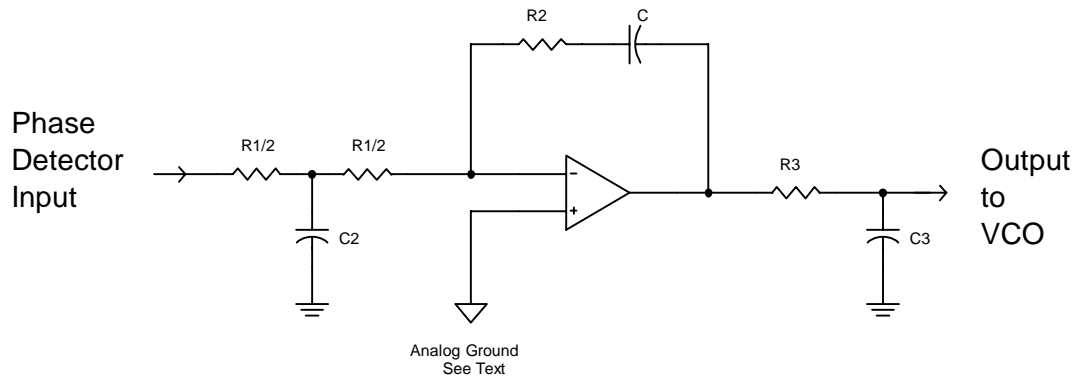 R2
C
Phase
Detector
Input
R1/2
R1/2
C2
-
+
R3
C3
Output
to
VCO
Analog Ground
See Text